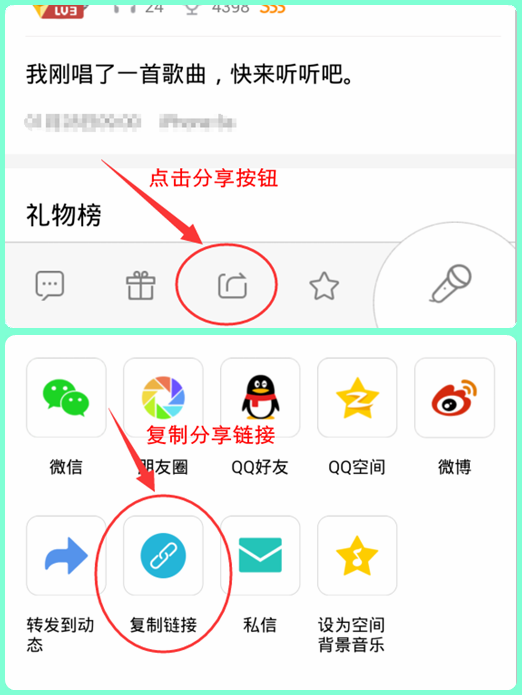 LV3
24
4398
333
我刚唱了一首歌曲，快来听听吧。
点击分享按钮
礼物榜
复制分享链接
微信
朋友圈
QQ好友
QQ空间
微博
转发到动
态
复制链接
私信
设为空间
背景音乐